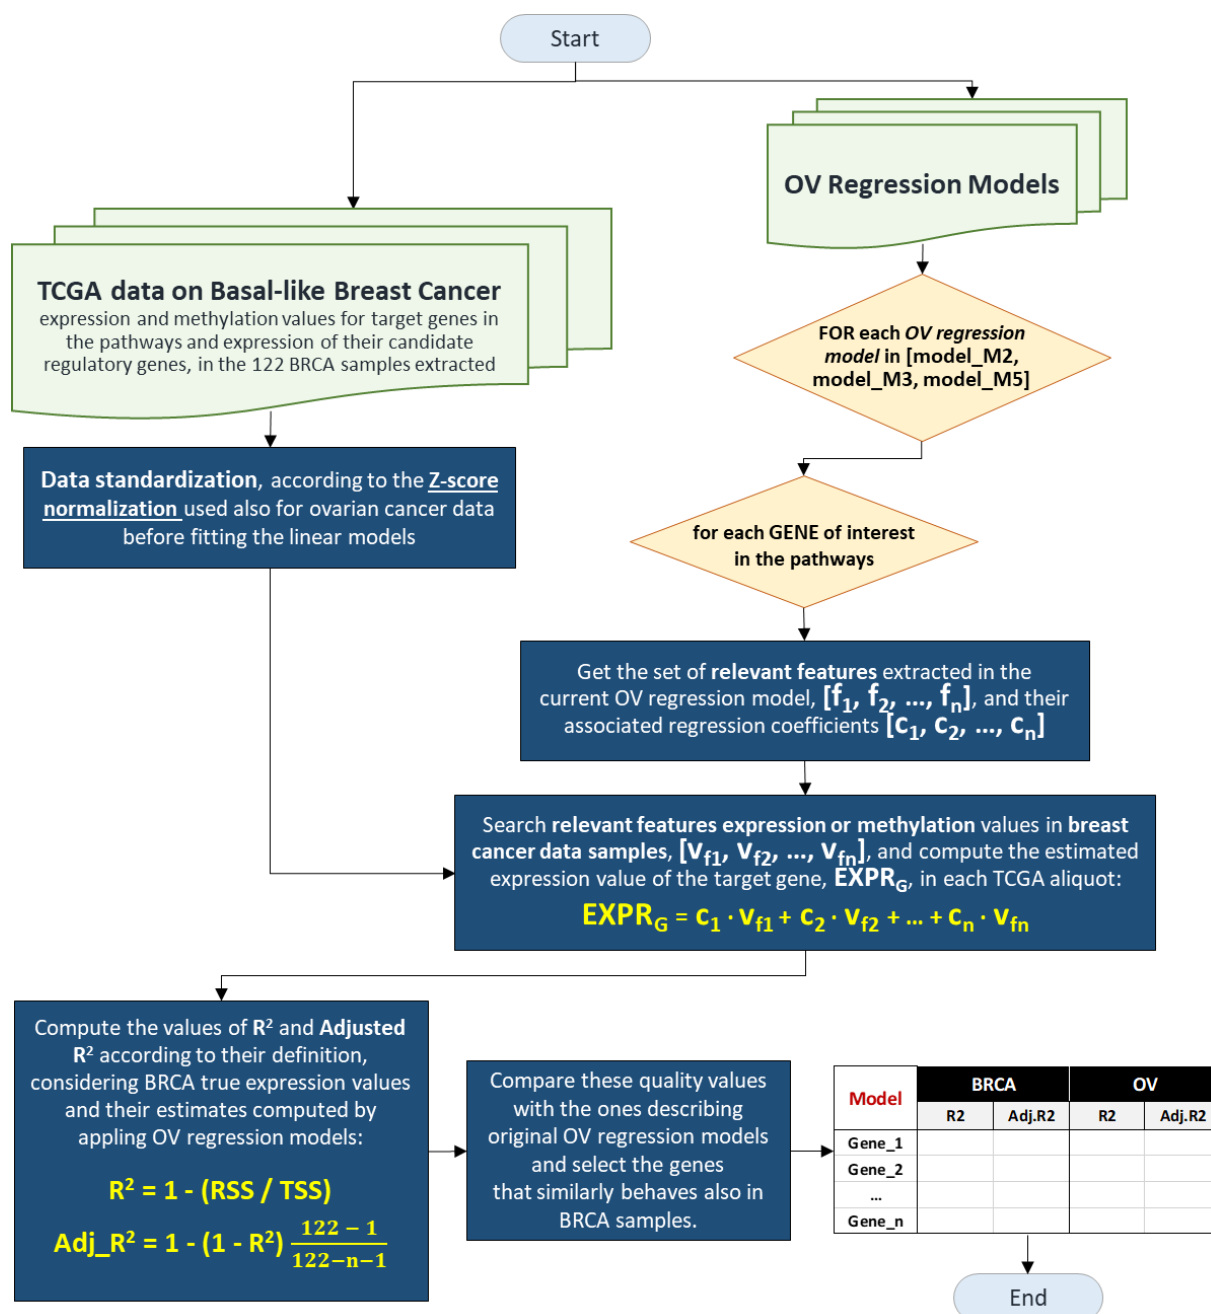 Start
OV Regression Models
TCGA data on Basal-like Breast Cancer
expression and methylation values for target genes in
the pathways and expression of their candidate
regulatory genes, in the 122 BRCA samples extracted
FOR each OV regression
model in [model_M2,
model_M3, model_M5]
Data standardization, according to the Z-score
normalization used also for ovarian cancer data
before fitting the linear models
for each GENE of interest
in the pathways
Get the set of relevant features extracted in the
current OV regression model, [f1, f2, ..., fn], and their
associated regression coefficients [c1, c2, ..., cn]
Search relevant features expression or methylation values in breast
cancer data samples, [vf1, vf2, ..., vfn], and compute the estimated
expression value of the target gene, EXPRG, in each TCGA aliquot:
EXPRG = c1 · vf1 + c2 · vf2 + ... + cn · vfn
Compute the values of R² and Adjusted
R² according to their definition,
considering BRCA true expression values
and their estimates computed by
appling OV regression models:
R² = 1 - (RSS / TSS)
Adj_R² = 1 - (1 - R²) 122 − 1 / 122−n−1
Compare these quality values
with the ones describing
original OV regression models
and select the genes
that similarly behaves also in
BRCA samples.
Model BRCA OV
R2 Adj.R2 R2 Adj.R2
Gene_1
Gene_2
...
Gene_n
End